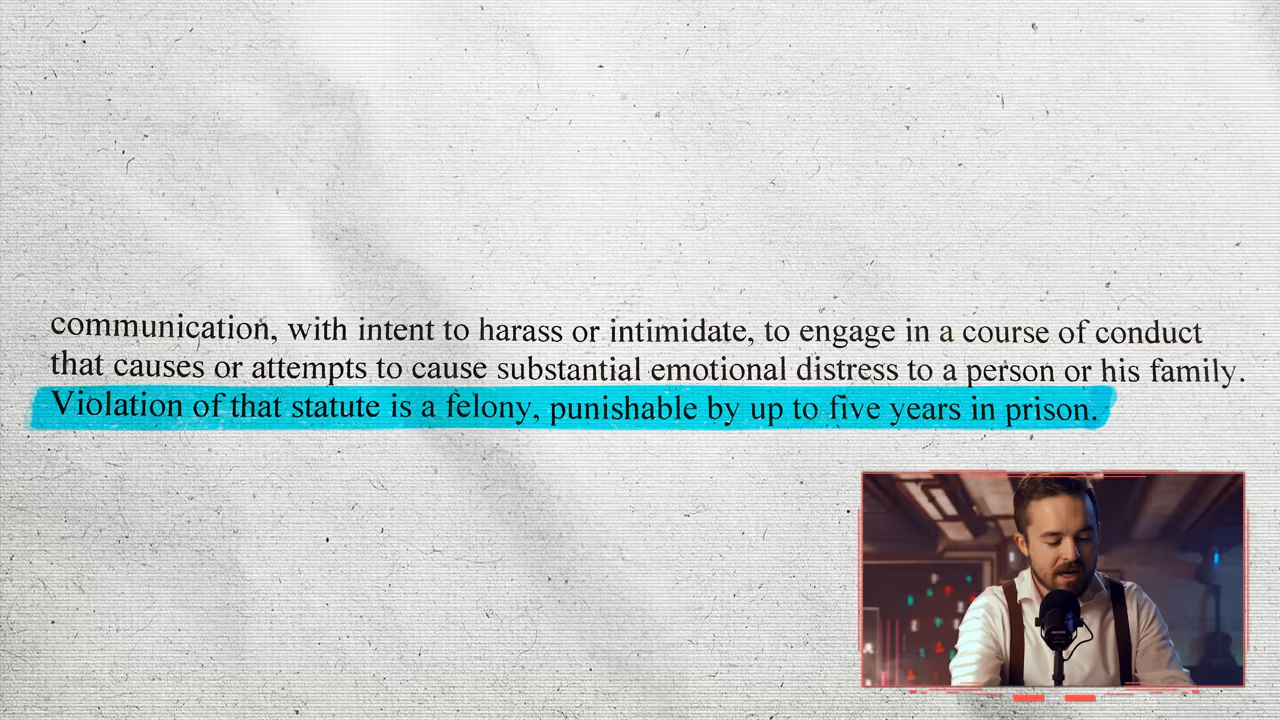 communication, with intent to harass or intimidate, to engage in a course of conduct
that causes or attempts to cause substantial emotional distress to a person or his family.
Violation of that statute is a felony, punishable by up to five years in prison.